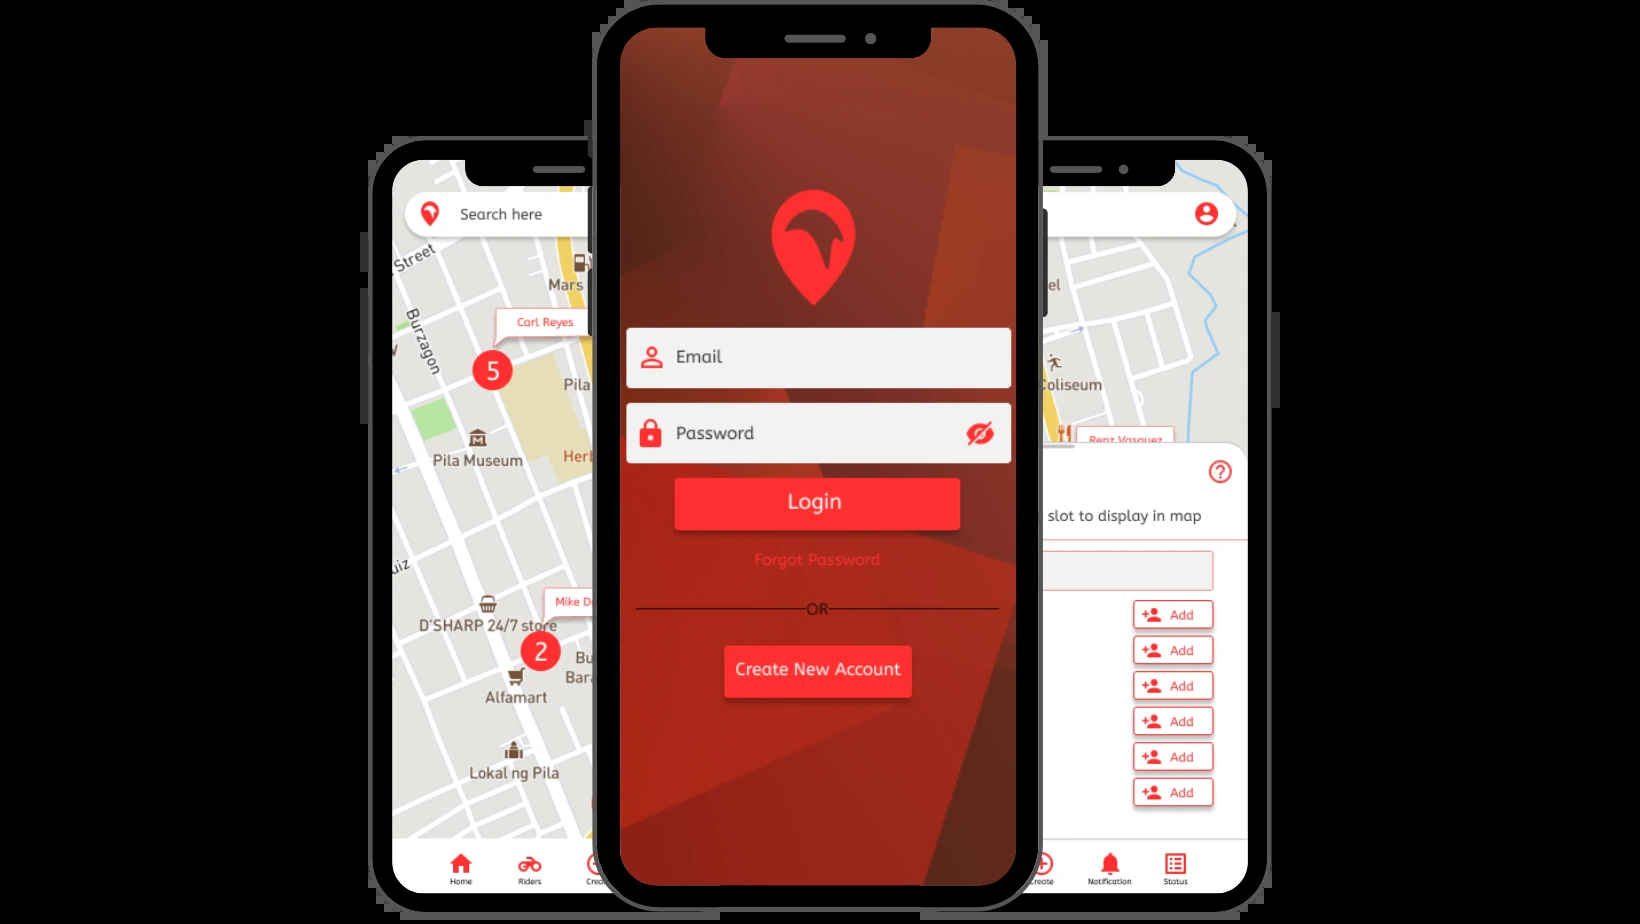 Search here
Street
Mars
Carl Reyes
Burzagon
5
Pila
Pila Museum
Herb
uiz
Mike D
D'SHARP 24/7 store
2
Bu
Bara
Alfamart
Lokal ng Pila
Home
Riders
Crea
Email
Password
Login
Forgot Password
OR
Create New Account
el
Coliseum
Renz Vasquez
slot to display in map
Add
Add
Add
Add
Add
Add
Create
Notification
Status